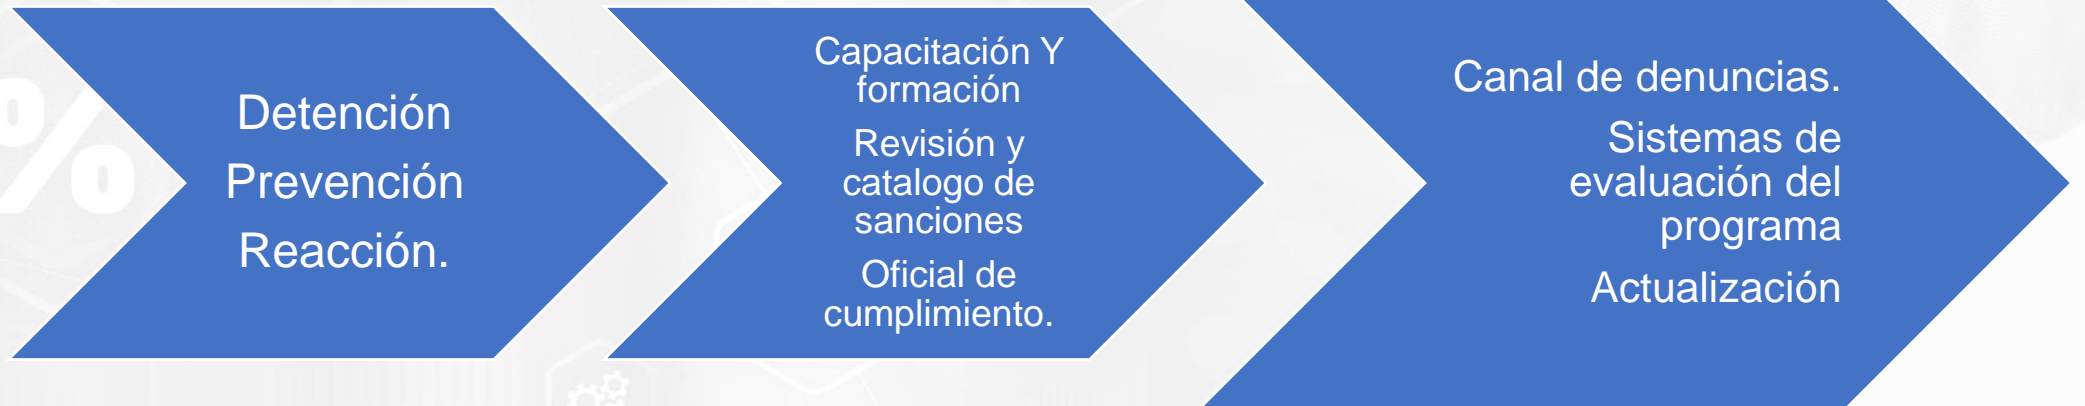 %
Detención
Prevención
Reacción.
Capacitación Y
formación
Revisión y
catalogo de
sanciones
Oficial de
cumplimiento.
Canal de denuncias.
Sistemas de
evaluación del
programa
Actualización